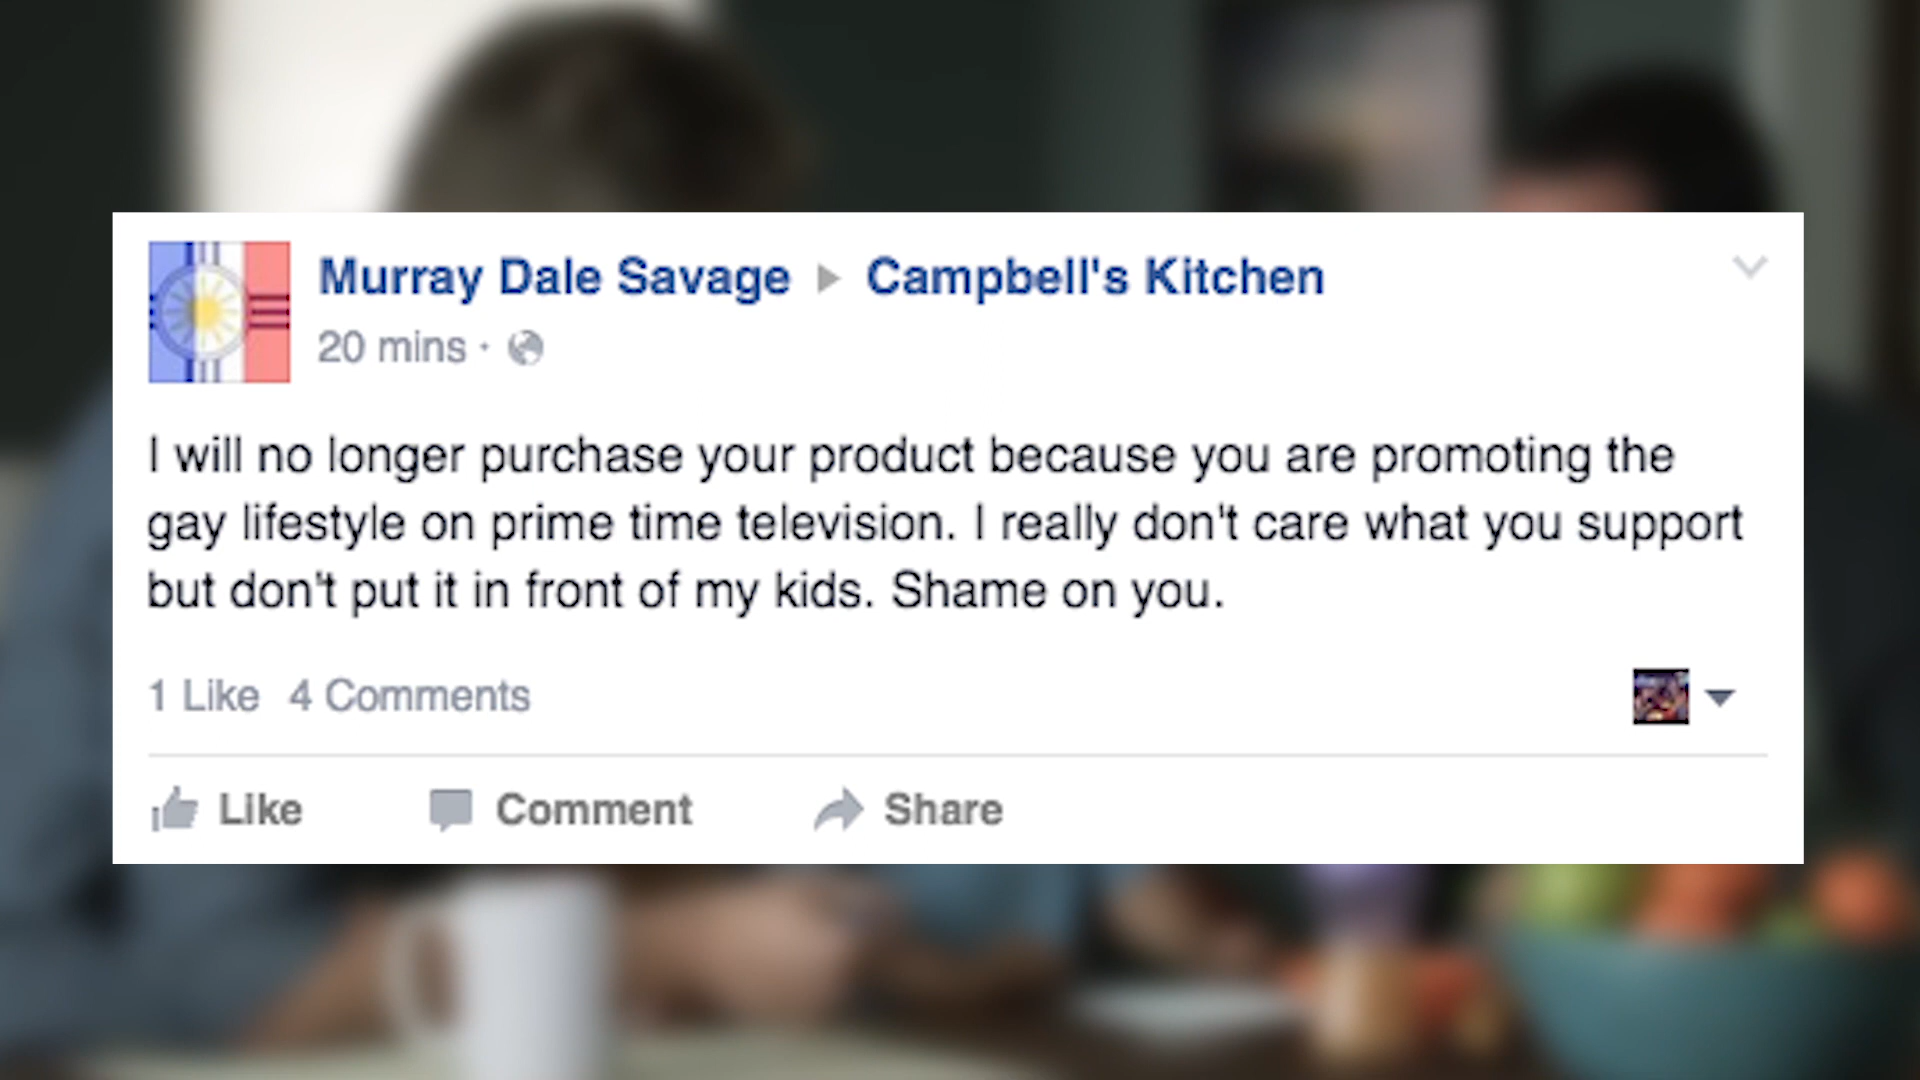 Murray Dale Savage ▶ Campbell's Kitchen
20 mins ·
I will no longer purchase your product because you are promoting the
gay lifestyle on prime time television. I really don't care what you support
but don't put it in front of my kids. Shame on you.
1 Like 4 Comments
Like Comment Share